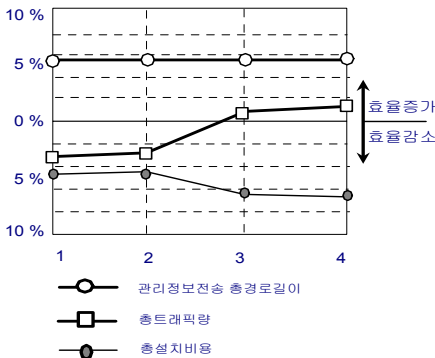 10 %
5 %
0 %
5 %
10 %
효율증가
효율감소
1 2 3 4
관리정보전송 총경로길이
총트래픽량
총설치비용